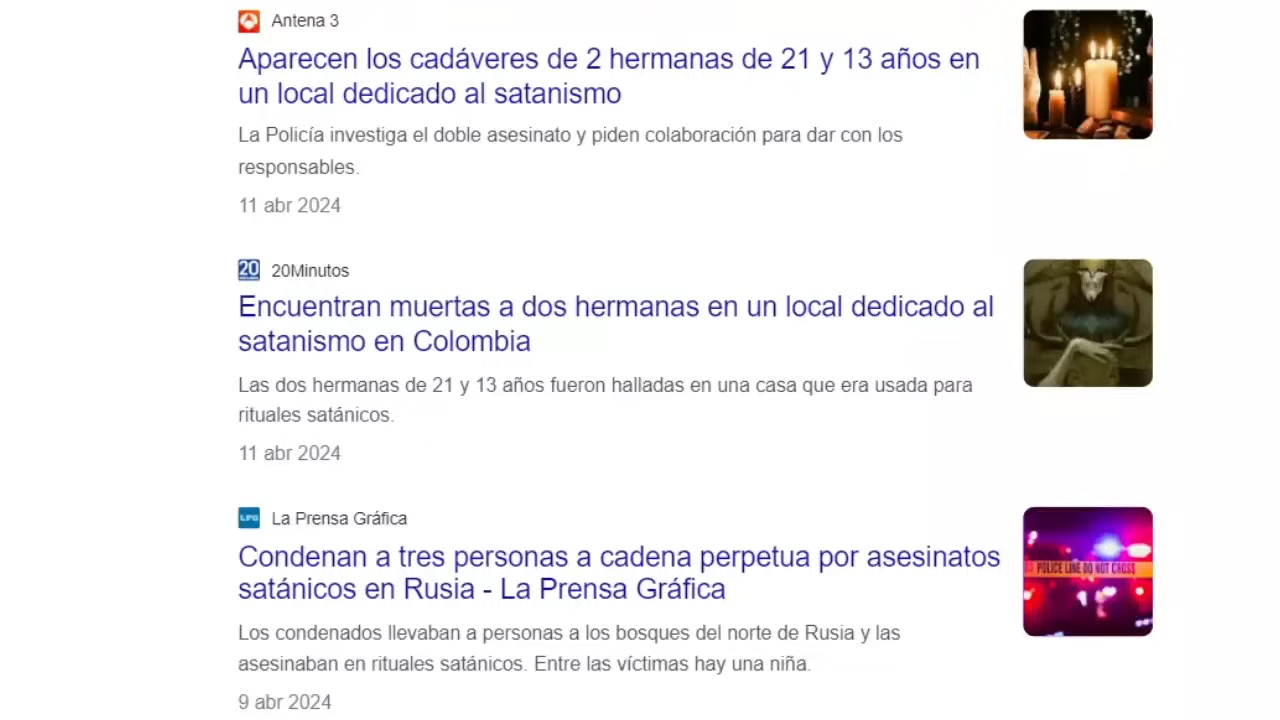 Antena 3
Aparecen los cadáveres de 2 hermanas de 21 y 13 años en
un local dedicado al satanismo
La Policía investiga el doble asesinato y piden colaboración para dar con los
responsables.
11 abr 2024
20
20Minutos
Encuentran muertas a dos hermanas en un local dedicado al
satanismo en Colombia
Las dos hermanas de 21 y 13 años fueron halladas en una casa que era usada para
rituales satánicos.
11 abr 2024
LPG
La Prensa Gráfica
Condenan a tres personas a cadena perpetua por asesinatos
satánicos en Rusia - La Prensa Gráfica
POLICE LINE DO NOT CROSS
Los condenados llevaban a personas a los bosques del norte de Rusia y las
asesinaban en rituales satánicos. Entre las víctimas hay una niña.
9 abr 2024